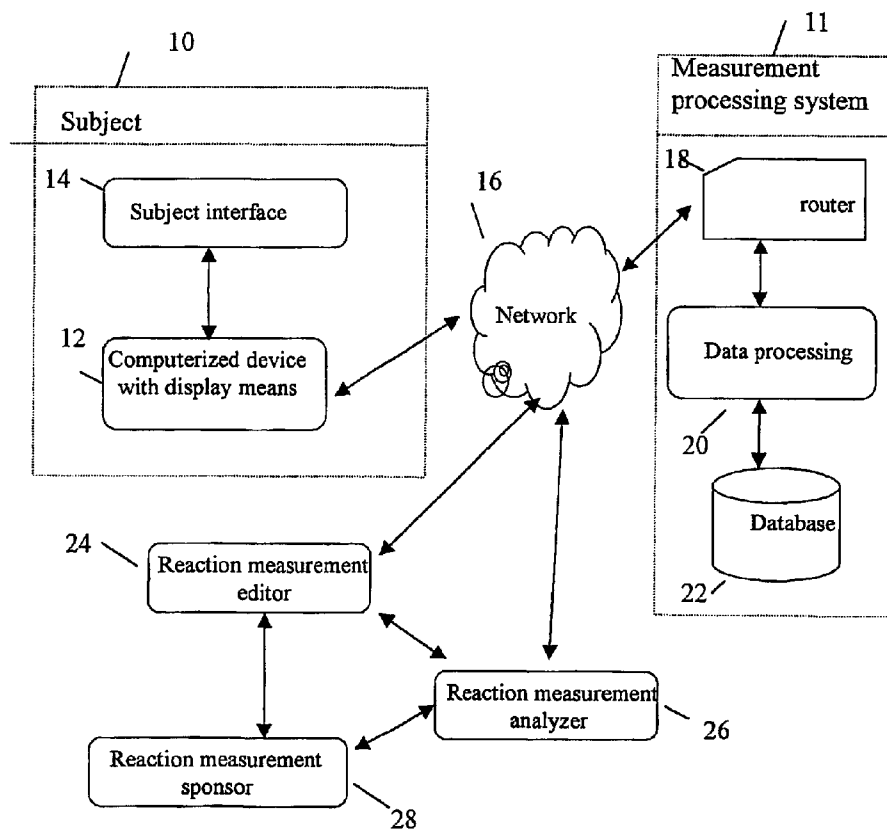 10
11
Subject
Measurement
processing system
14
Subject interface
16
18
router
Network
12
Computerized device
with display means
Data processing
20
Database
22
24
Reaction measurement
editor
Reaction measurement
analyzer
26
Reaction measurement
sponsor
28